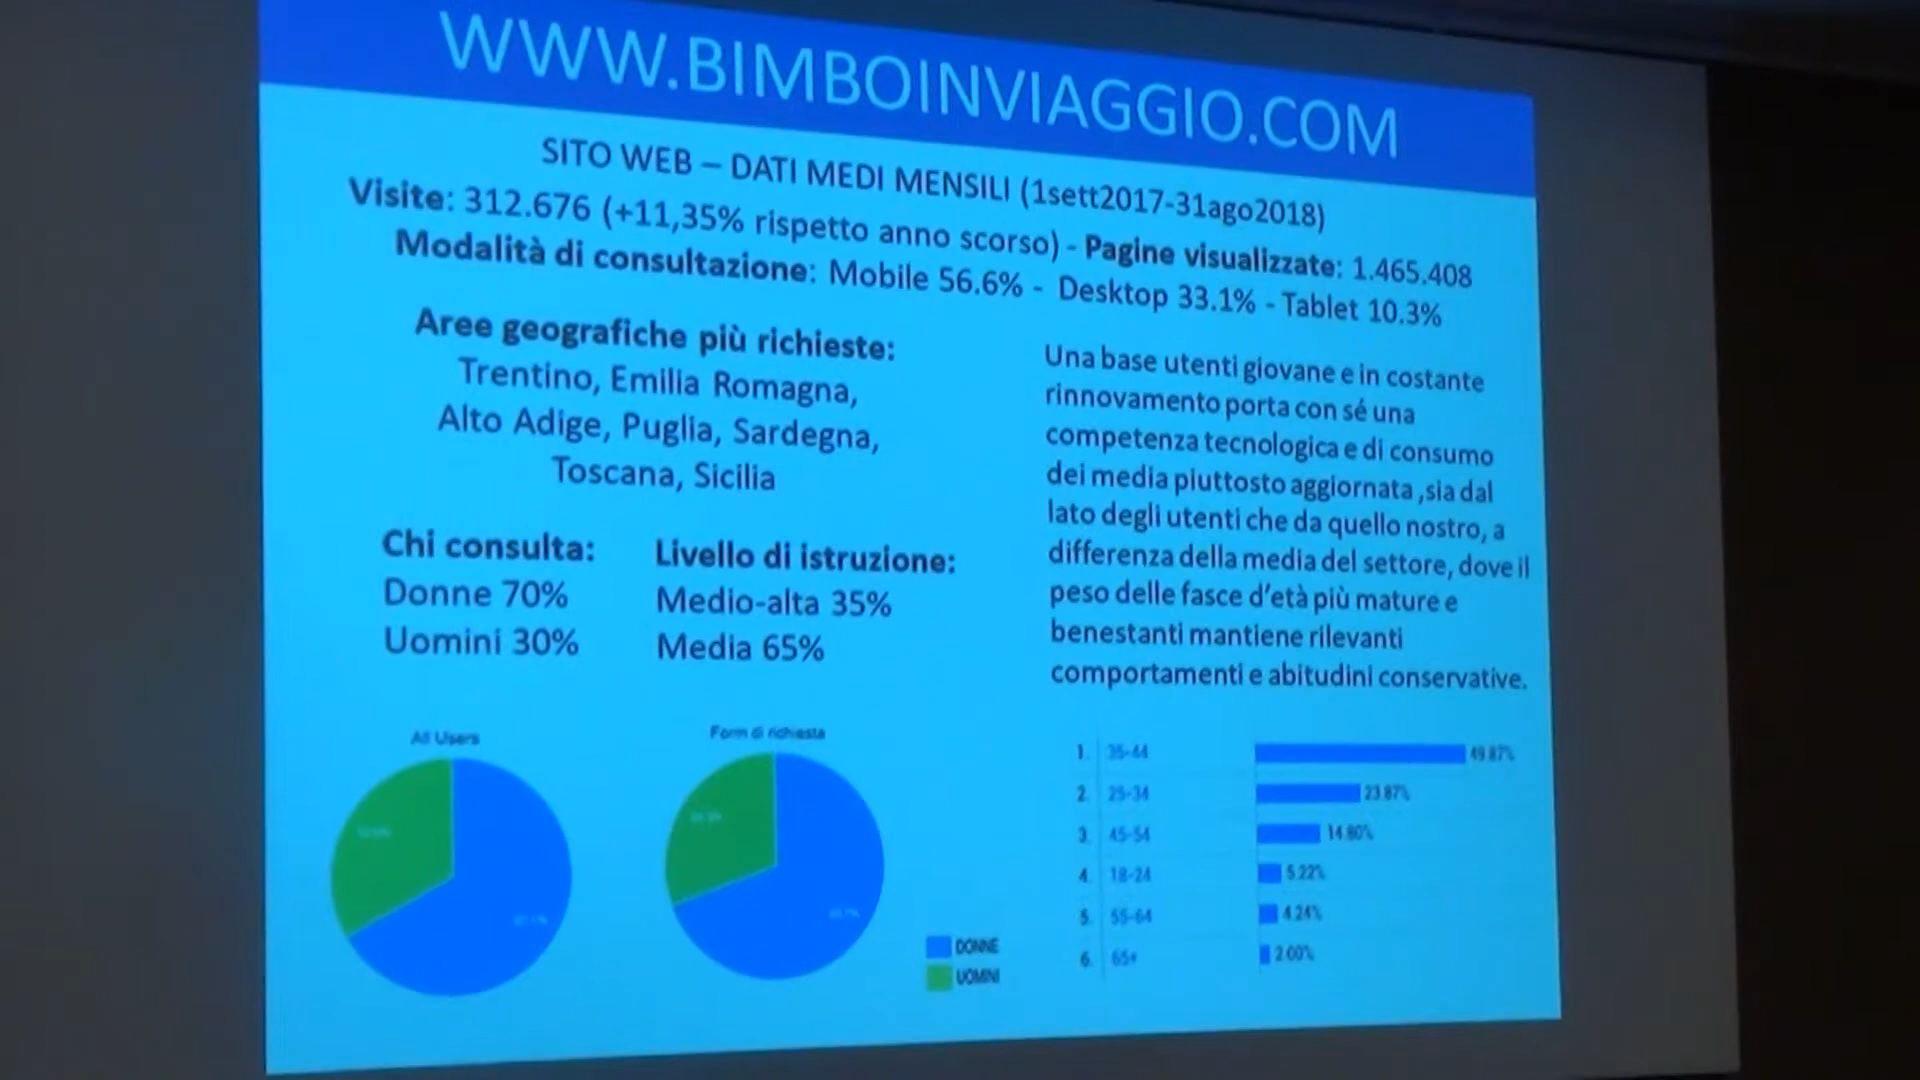 WWW.BIMBOINVIAGGIO.COM
SITO WEB – DATI MEDI MENSILI (1sett2017-31ago2018)
Visite: 312.676 (+11,35% rispetto anno scorso) - Pagine visualizzate: 1.465.408
Modalità di consultazione: Mobile 56.6% - Desktop 33.1% - Tablet 10.3%
Aree geografiche più richieste:
Trentino, Emilia Romagna,
Alto Adige, Puglia, Sardegna,
Toscana, Sicilia
Chi consulta:
Donne 70%
Uomini 30%
Livello di istruzione:
Medio-alta 35%
Media 65%
Una base utenti giovane e in costante
rinnovamento porta con sé una
competenza tecnologica e di consumo
dei media piuttosto aggiornata ,sia dal
lato degli utenti che da quello nostro, a
differenza della media del settore, dove il
peso delle fasce d'età più mature e
benestanti mantiene rilevanti
comportamenti e abitudini conservative.
All Users
Form di richiesta
DONNE
UOMINI
1. 35-44 49.87%
2. 25-34 23.87%
3. 45-54 14.80%
4. 18-24 5.22%
5. 55-64 4.24%
6. 65+ 2.00%